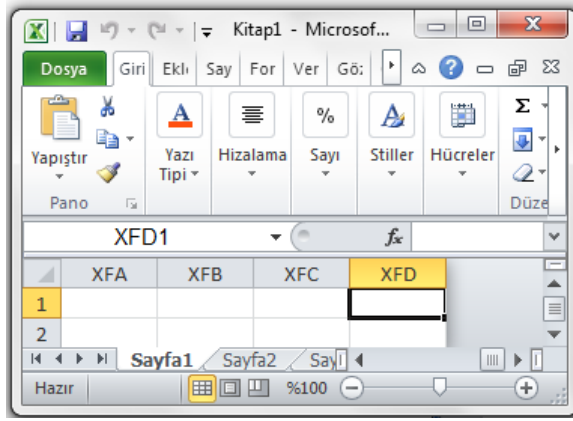 Kitap1 - Microsof...
Dosya Giri Ekl Say For Ver Gö:
Yapıştır Yazı Tipi Hizalama % Sayı Stiller Hücreler Σ
Pano Düze
XFD1 fx
XFA XFB XFC XFD
1
2
Sayfa1 Sayfa2 Say
Hazır %100